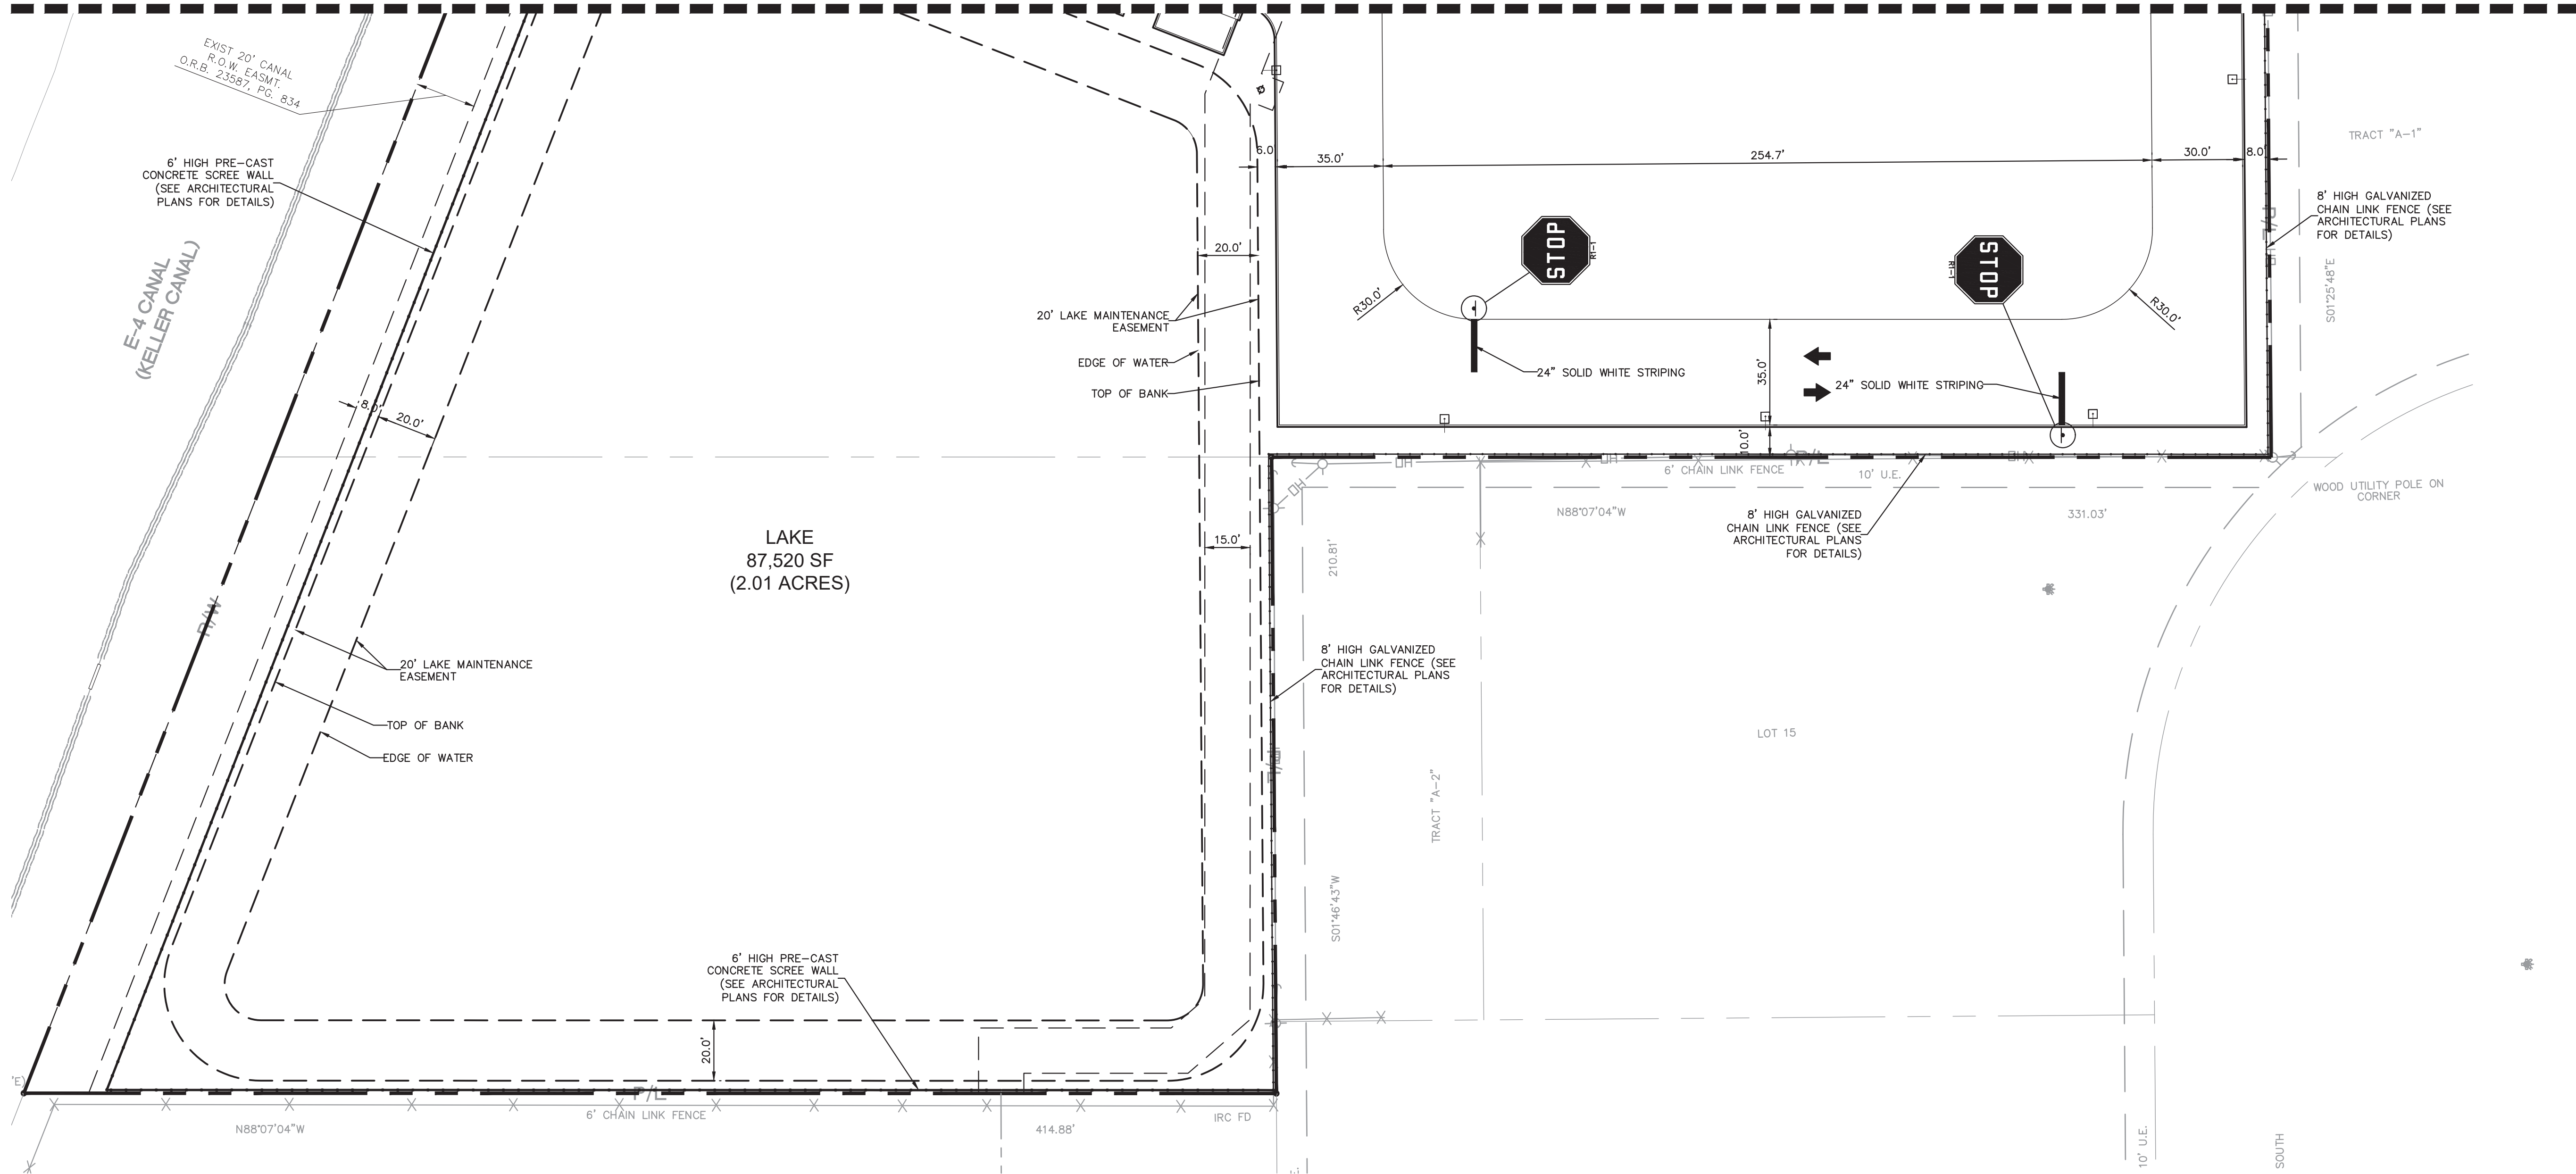 EXIST 20' CANAL
R.O.W. EASMT.
O.R.B. 23587, PG. 834
6' HIGH PRE-CAST
CONCRETE SCREE WALL
(SEE ARCHITECTURAL
PLANS FOR DETAILS)
E-4 CANAL
(KELLER CANAL)
R/W
8.0'
20.0'
20' LAKE MAINTENANCE
EASEMENT
TOP OF BANK
EDGE OF WATER
LAKE
87,520 SF
(2.01 ACRES)
20.0'
20' LAKE MAINTENANCE
EASEMENT
EDGE OF WATER
TOP OF BANK
15.0'
6.0'
35.0'
254.7'
30.0'
8.0'
STOP
R1-1
STOP
R1-1
R30.0'
R30.0'
24" SOLID WHITE STRIPING
35.0'
24" SOLID WHITE STRIPING
10.0'
TRACT "A-1"
8' HIGH GALVANIZED
CHAIN LINK FENCE (SEE
ARCHITECTURAL PLANS
FOR DETAILS)
P/L
OH
S01°25'48"E
OH
OH
OH
OH
6' CHAIN LINK FENCE
P/L
10' U.E.
WOOD UTILITY POLE ON
CORNER
N88°07'04"W
331.03'
8' HIGH GALVANIZED
CHAIN LINK FENCE (SEE
ARCHITECTURAL PLANS
FOR DETAILS)
210.81'
8' HIGH GALVANIZED
CHAIN LINK FENCE (SEE
ARCHITECTURAL PLANS
FOR DETAILS)
P/L
LOT 15
TRACT "A-2"
S01°46'43"W
6' HIGH PRE-CAST
CONCRETE SCREE WALL
(SEE ARCHITECTURAL
PLANS FOR DETAILS)
20.0'
'E)
P/L
6' CHAIN LINK FENCE
IRC FD
N88°07'04"W
414.88'
10' U.E.
SOUTH